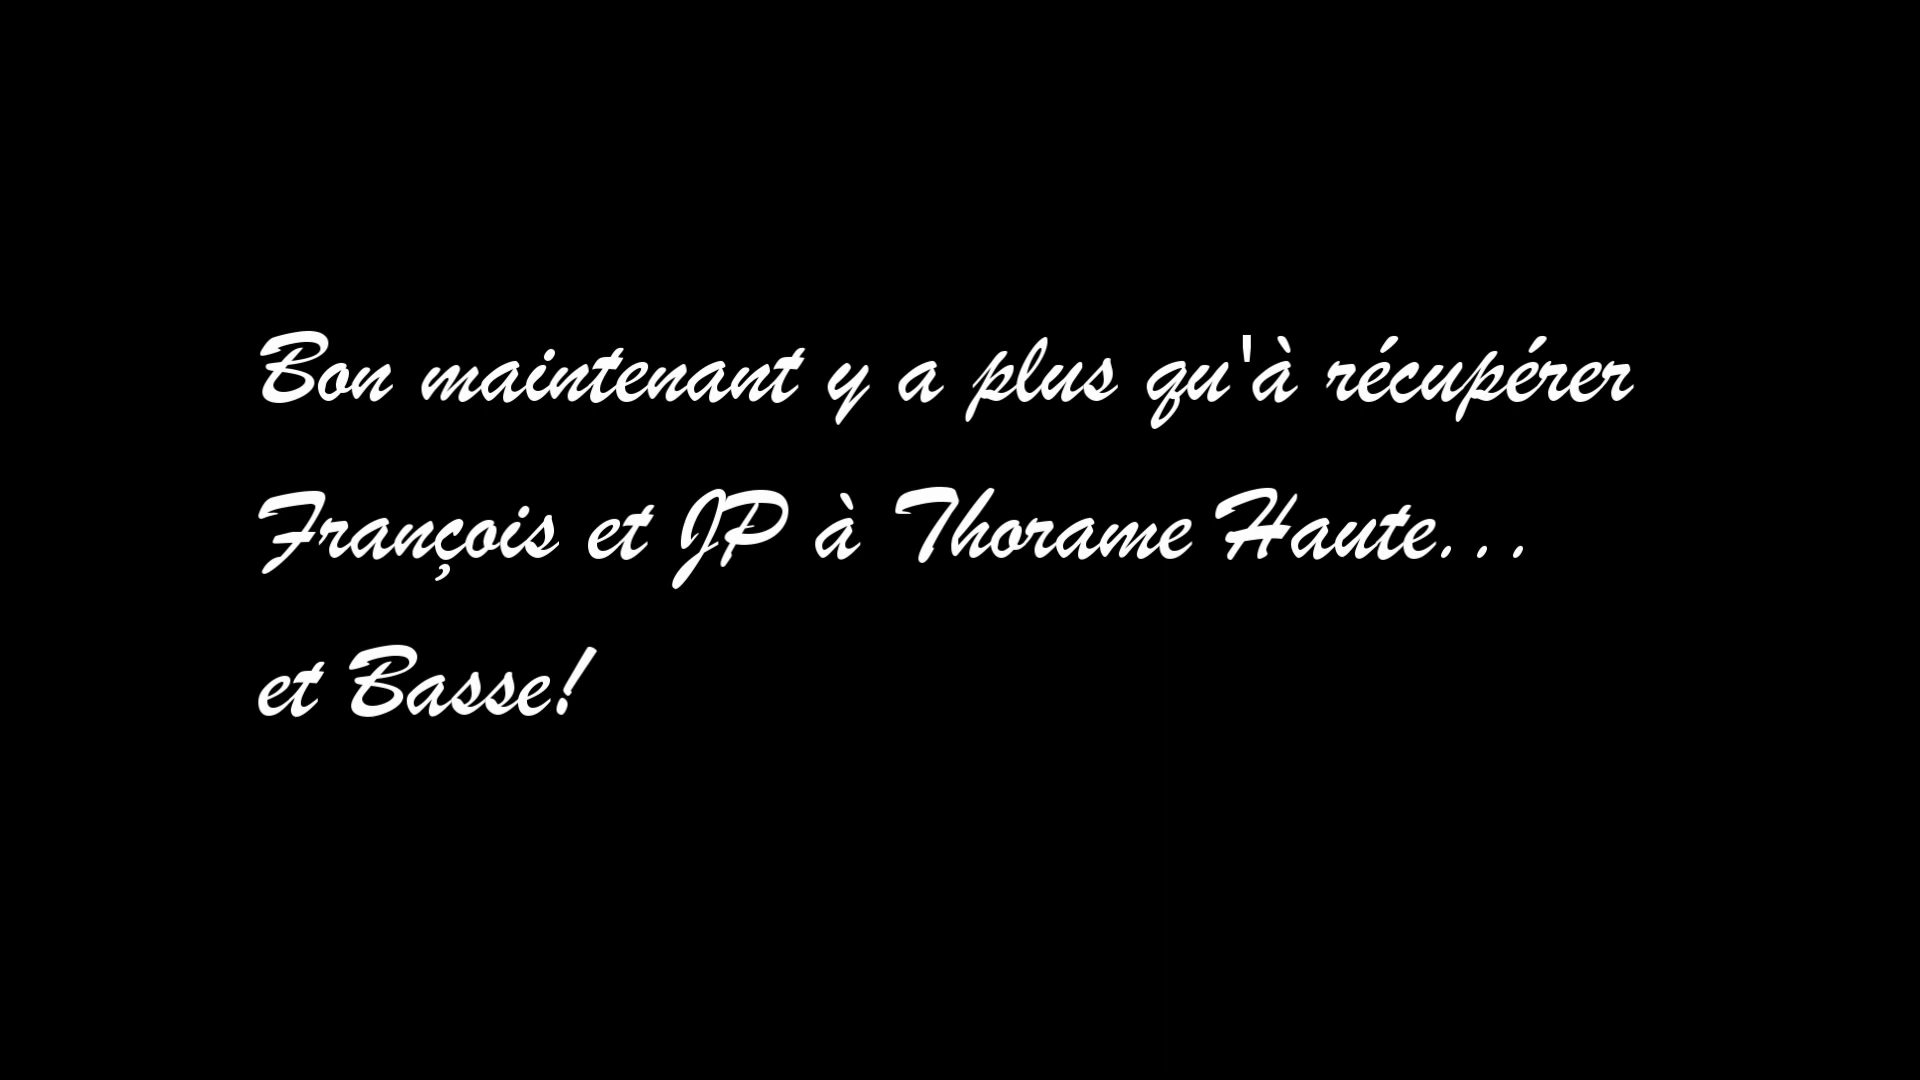 Bon maintenant y a plus qu'à récupérer
François et JP à Thorame Haute...
et Basse!